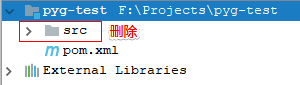 pyg-test F:\Projects\pyg-test
src 删除
pom.xml
External Libraries